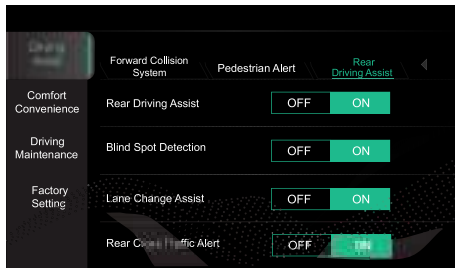 Forward Collision
System
Pedestrian Alert
Rear
Driving Assist
Comfort
Convenience
Rear Driving Assist
OFF
ON
Driving
Maintenance
Blind Spot Detection
OFF
ON
Factory
Setting
Lane Change Assist
OFF
ON
Rear
Alert
OFF